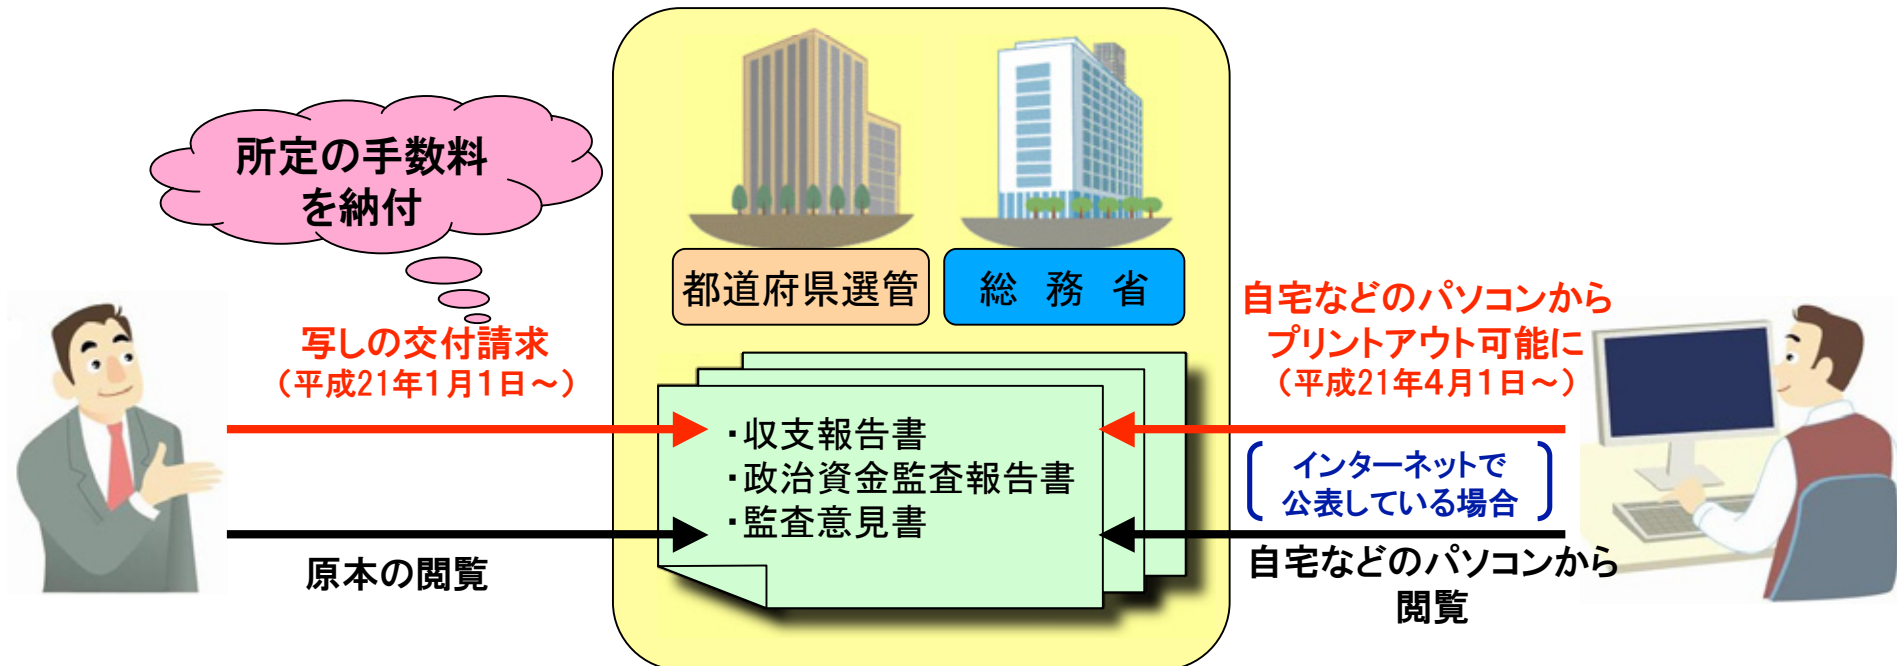 所定の手数料
を納付
都道府県選管
総 務 省
写しの交付請求
（平成21年1月1日～）
自宅などのパソコンから
プリントアウト可能に
（平成21年4月1日～）
・収支報告書
・政治資金監査報告書
・監査意見書
インターネットで
公表している場合
原本の閲覧
自宅などのパソコンから
閲覧